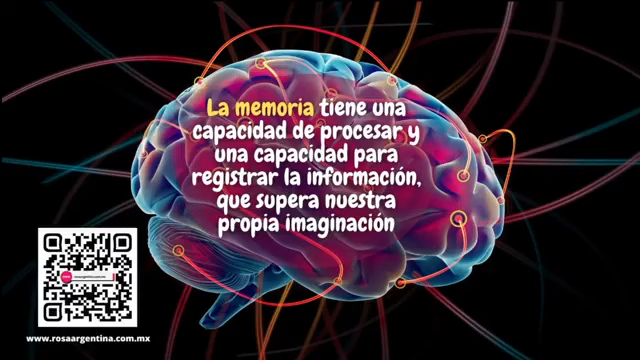 La memoria tiene una
capacidad de procesar y
una capacidad para
registrar la información,
que supera nuestra
propia imaginación
www.rosaargentina.com.mx